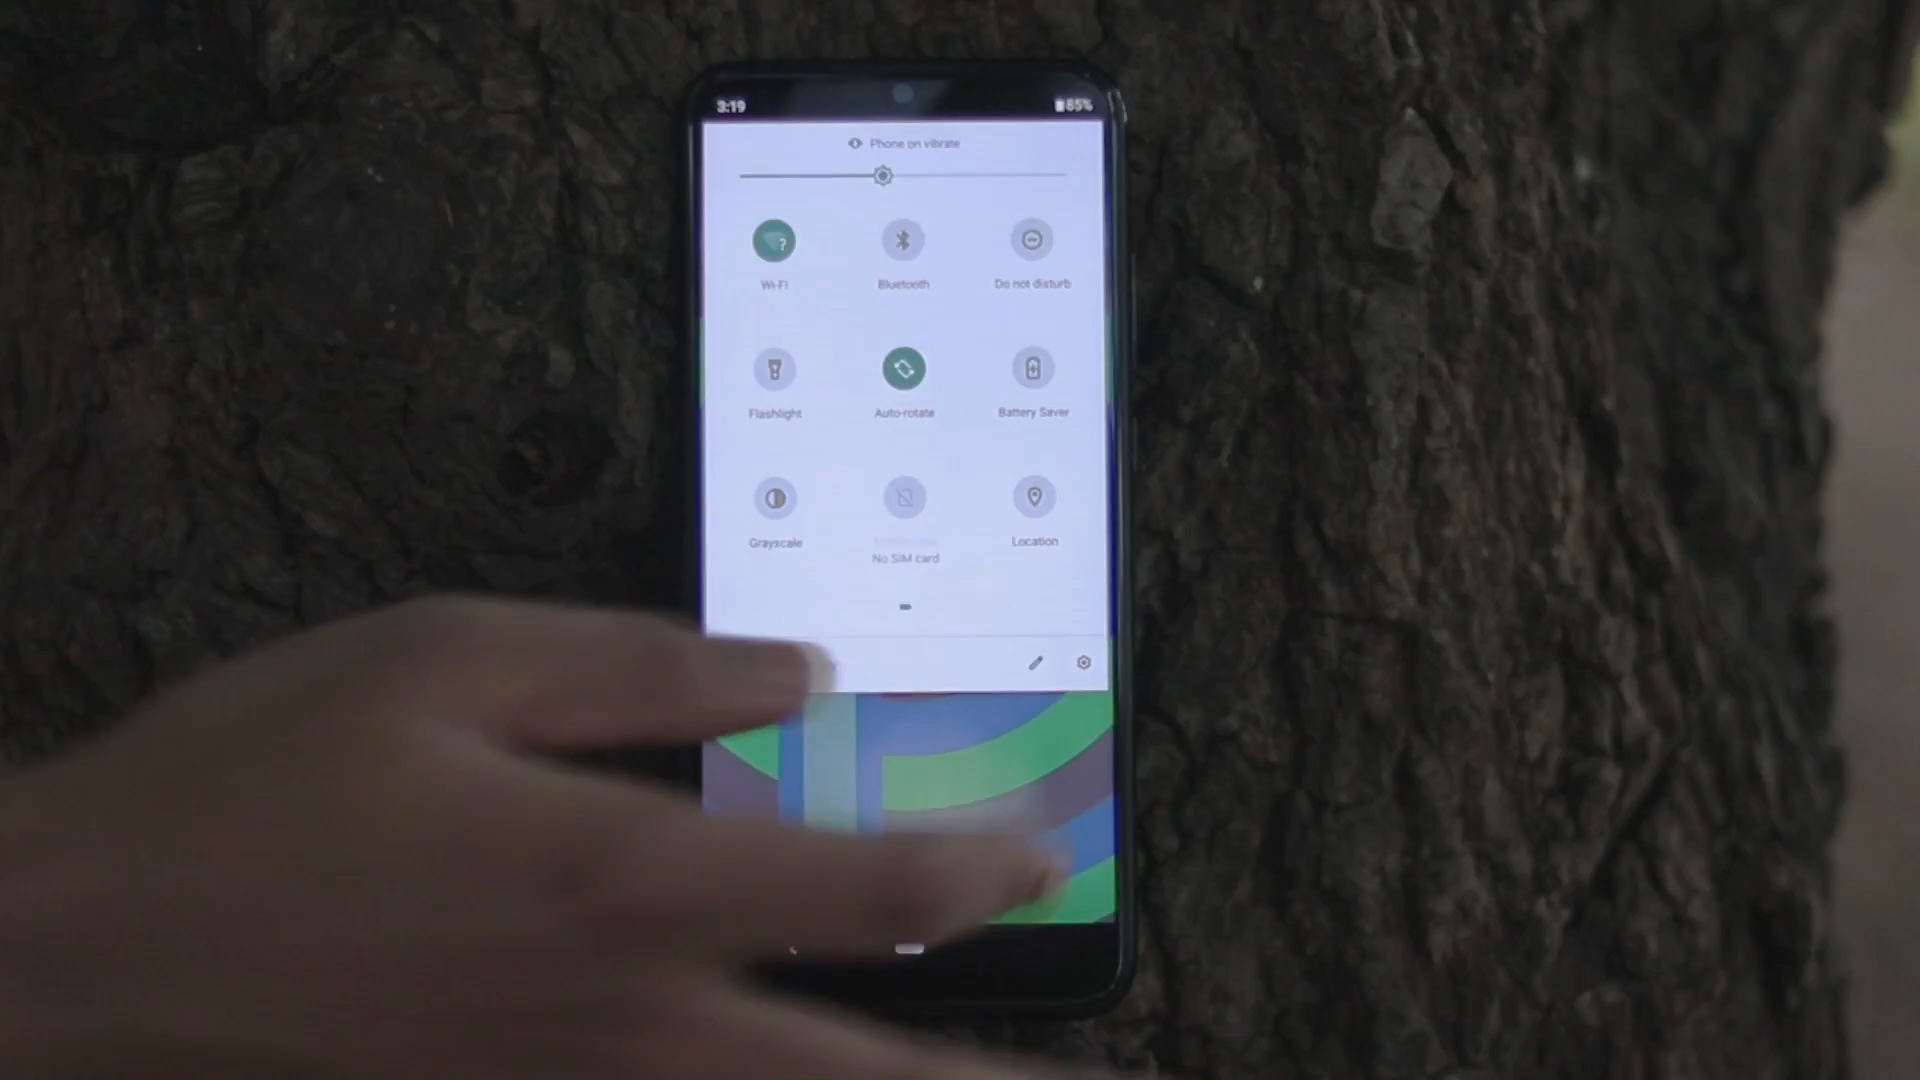 3:19 85%
Phone on vibrate
Wi-Fi Bluetooth Do not disturb
Flashlight Auto-rotate Battery Saver
Grayscale Location
No SIM card